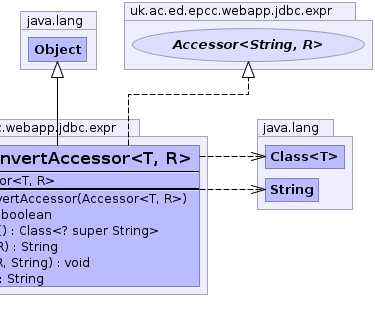 uk.ac.ed.epcc.webapp.jdbc.expr
java.lang
Object
Accessor<String, R>
c.webapp.jdbc.expr
java.lang
nvertAccessor<T, R>
Class<T>
or<T, R>
String
vertAccessor(Accessor<T, R>)
boolean
() : Class<? super String>
R) : String
R, String) : void
: String